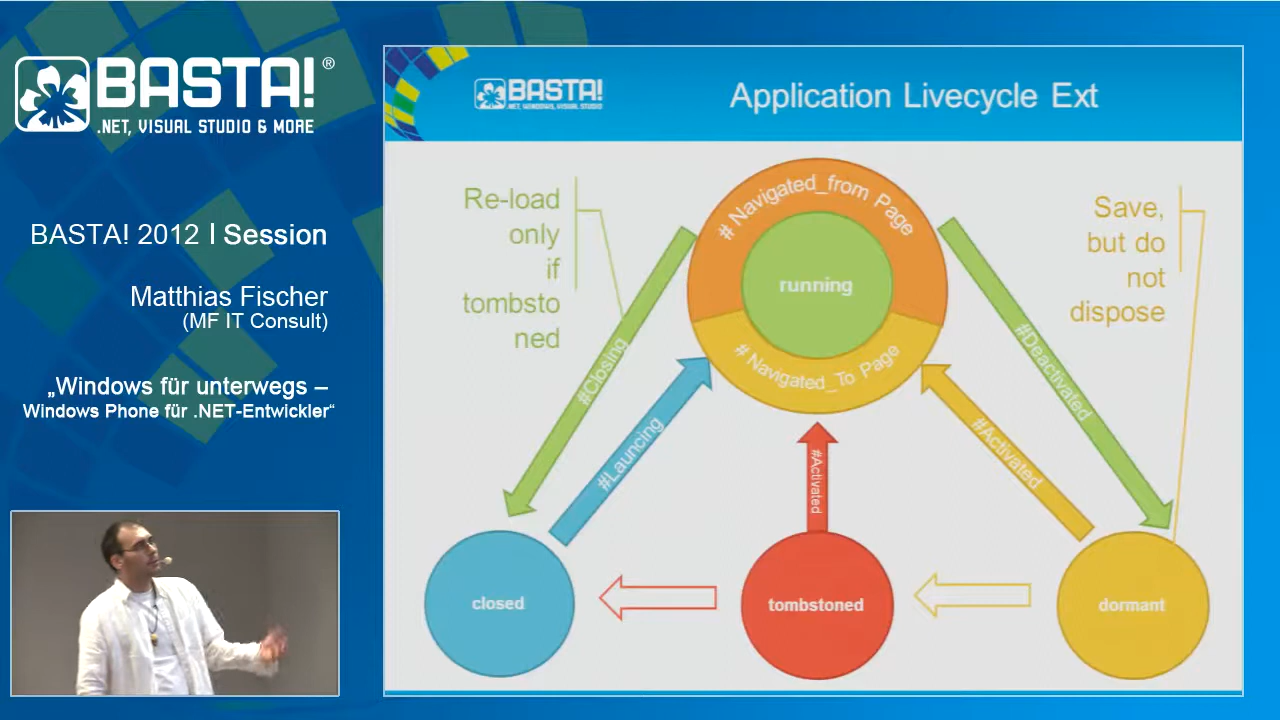 BASTA!®
.NET, VISUAL STUDIO & MORE
BASTA! 2012 | Session
Matthias Fischer
(MF IT Consult)
„Windows für unterwegs –
Windows Phone für .NET-Entwickler“
BASTA!
.NET, WINDOWS, VISUAL STUDIO
Application Livecycle Ext
Re-load
only
if
tombsto
ned
# Navigated_from Page
running
# Navigated_To Page
Save,
but do
not
dispose
#Closing
#Launcing
#Activated
#Activated
#Deactivated
closed
tombstoned
dormant